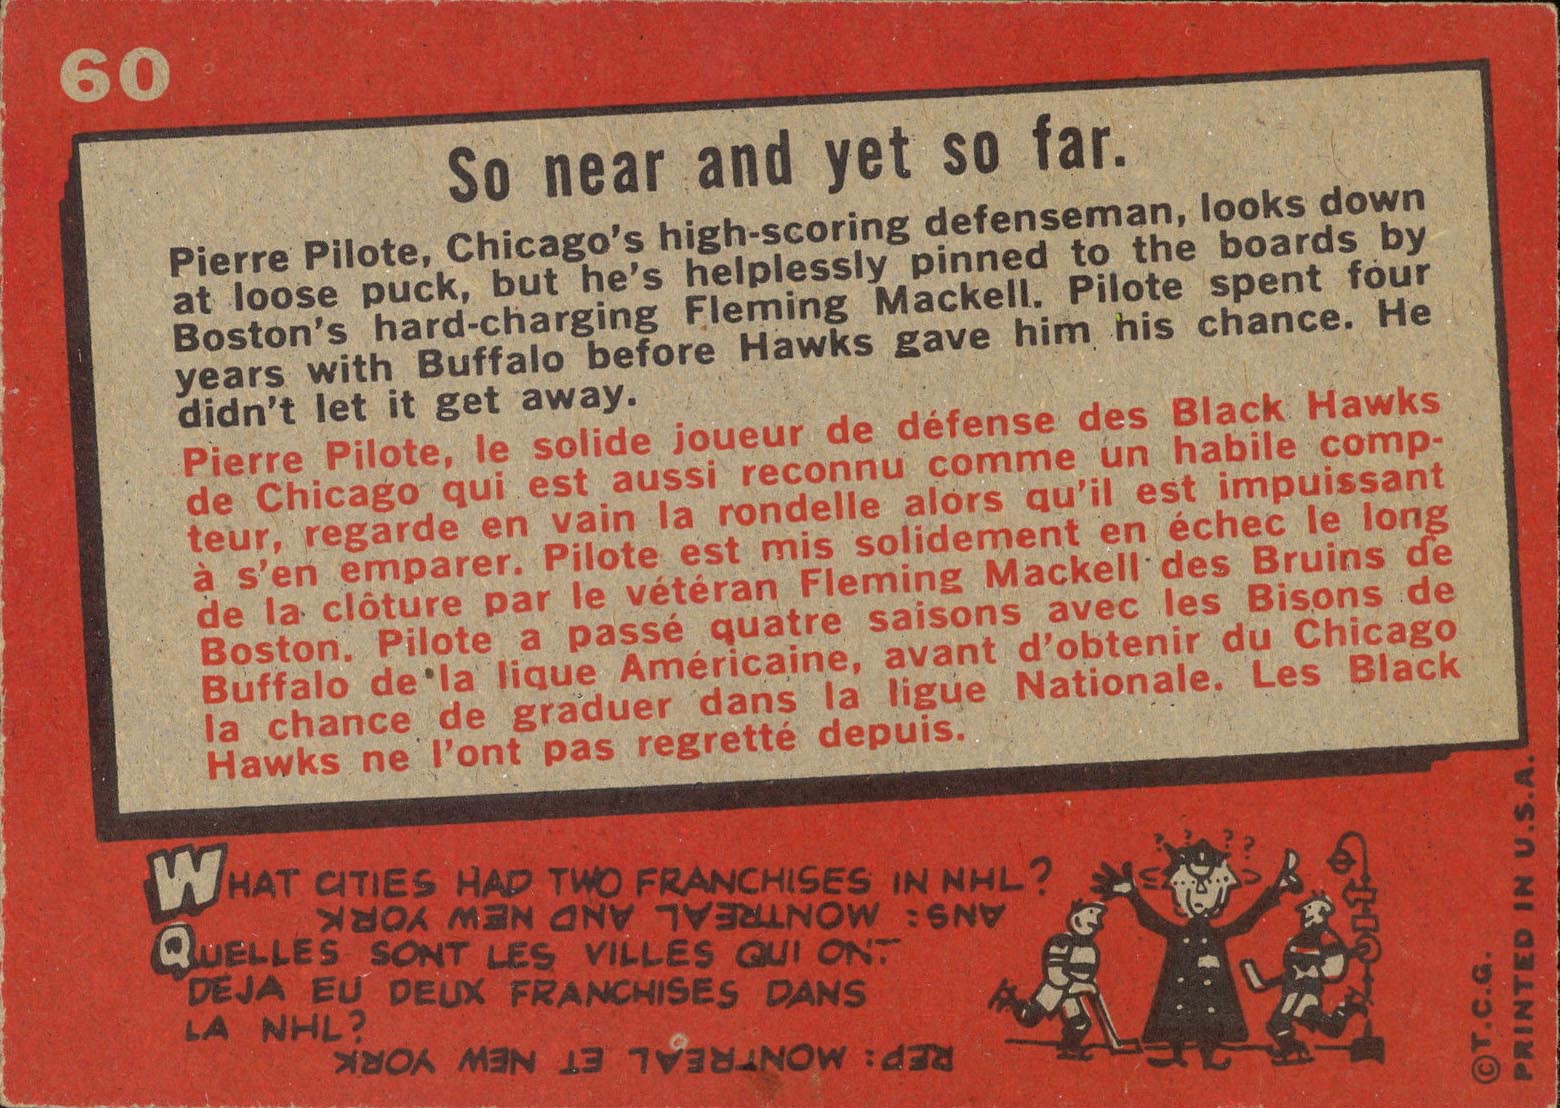 60
So near and yet so far.
Pierre Pilote, Chicago's high-scoring defenseman, looks down
at loose puck, but he's helplessly pinned to the boards by
Boston's hard-charging Fleming Mackell. Pilote spent four
years with Buffalo before Hawks gave him his chance. He
didn't let it get away.
Pierre Pilote, le solide joueur de défense des Black Hawks
de Chicago qui est aussi reconnu comme un habile comp-
teur, regarde en vain la rondelle alors qu'il est impuissant
à s'en emparer. Pilote est mis solidement en échec le long
de la clôture par le vétéran Fleming Mackell des Bruins de
Boston. Pilote a passé quatre saisons avec les Bisons de
Buffalo de la ligue Américaine, avant d'obtenir du Chicago
la chance de graduer dans la ligue Nationale. Les Black
Hawks ne l'ont pas regretté depuis.
WHAT CITIES HAD TWO FRANCHISES IN NHL?
ANS: MONTREAL AND NEW YORK
QUELLES SONT LES VILLES QUI ONT
DEJA EU DEUX FRANCHISES DANS
LA NHL?
REP: MONTREAL ET NEW YORK
© T.C.G.
PRINTED IN U.S.A.